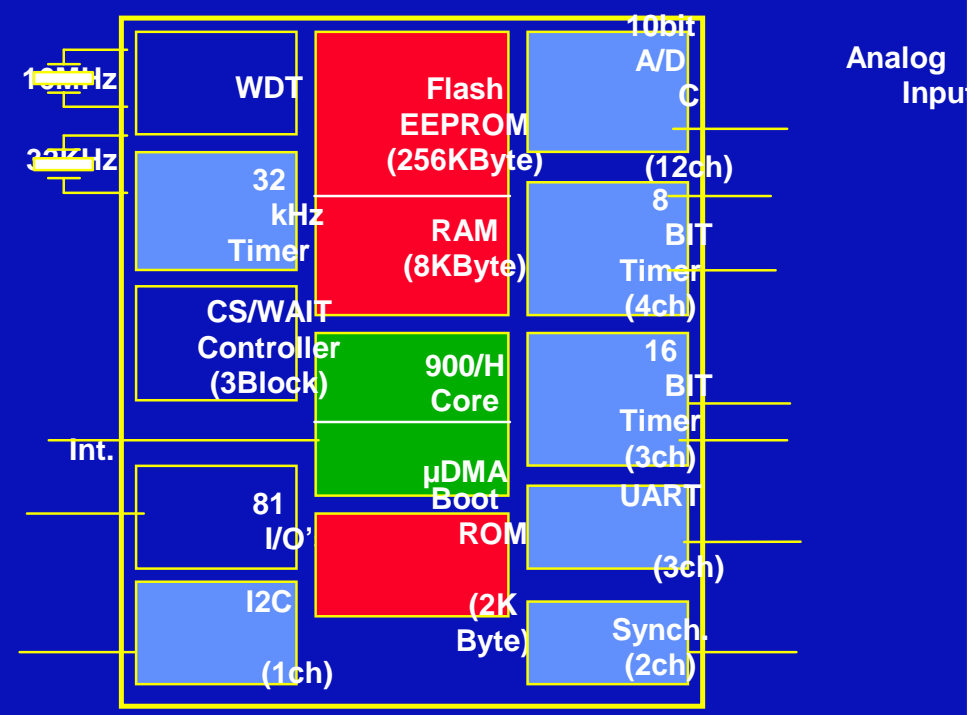 16MHz
32KHz
WDT
32
kHz
Timer
CS/WAIT
Controller
(3Block)
Int.
81
I/O'
I2C
(1ch)
Flash
EEPROM
(256KByte)
RAM
(8KByte)
900/H
Core
µDMA
Boot
ROM
(2K
Byte)
10bit
A/D
C
(12ch)
8
BIT
Timer
(4ch)
16
BIT
Timer
(3ch)
UART
(3ch)
Synch.
(2ch)
Analog
Input